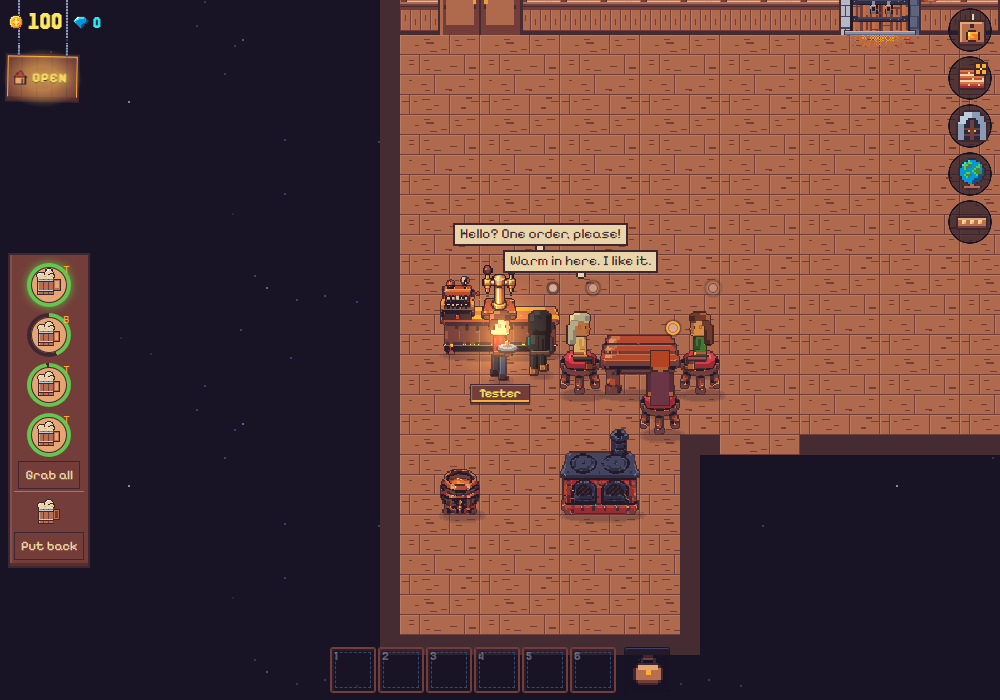 100
0
OPEN
Hello? One order, please!
Warm in here. I like it.
T
B
T
T
Tester
Grab all
Put back
1
2
3
4
5
6